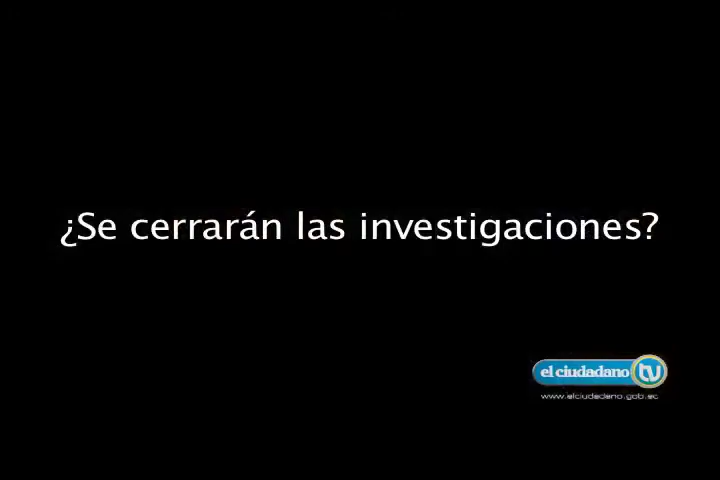 ¿Se cerrarán las investigaciones?
el ciudadano tv
www.elciudadano.gob.ec